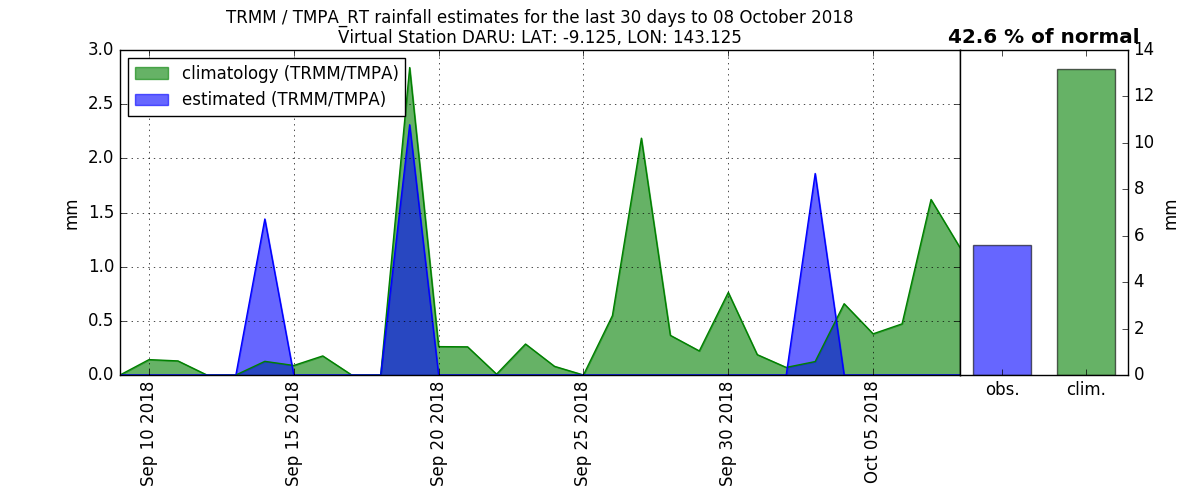 TRMM / TMPA_RT rainfall estimates for the last 30 days to 08 October 2018
Virtual Station DARU: LAT: -9.125, LON: 143.125
42.6 % of normal
climatology (TRMM/TMPA)
estimated (TRMM/TMPA)
3.0
2.5
2.0
1.5
1.0
0.5
0.0
mm
Sep 10 2018
Sep 15 2018
Sep 20 2018
Sep 25 2018
Sep 30 2018
Oct 05 2018
14
12
10
8
6
4
2
0
mm
obs.
clim.